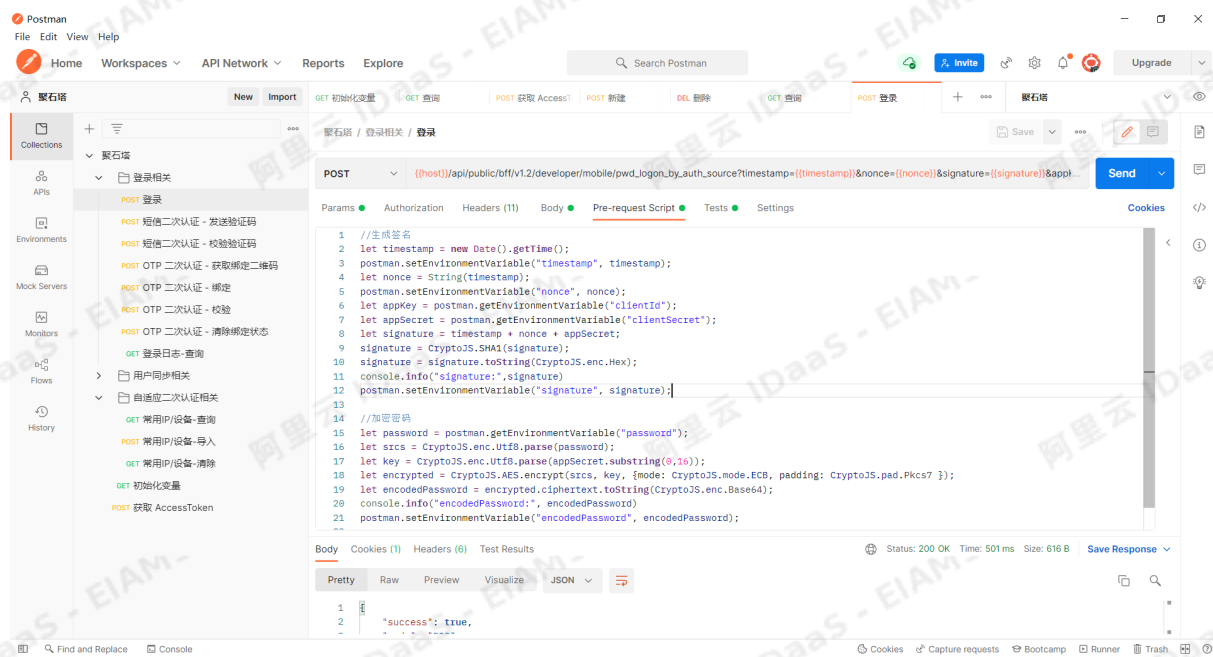 Postman
File Edit View Help
Home Workspaces API Network Reports Explore Search Postman Invite Upgrade
聚石塔 New Import GET 初始化变量 GET 查询 POST 获取 AccessT POST 新建 DEL 删除 GET 查询 POST 登录 聚石塔
Collections
APIs
Environments
Mock Servers
Monitors
Flows
History
聚石塔
登录相关
POST 登录
POST 短信二次认证 - 发送验证码
POST 短信二次认证 - 校验验证码
POST OTP 二次认证 - 获取绑定二维码
POST OTP 二次认证 - 绑定
POST OTP 二次认证 - 校验
POST OTP 二次认证 - 清除绑定状态
GET 登录日志-查询
用户同步相关
自适应二次认证相关
GET 常用IP/设备-查询
POST 常用IP/设备-导入
GET 常用IP/设备-清除
GET 初始化变量
POST 获取 AccessToken
聚石塔 / 登录相关 / 登录 Save
POST {{host}}/api/public/bff/v1.2/developer/mobile/pwd_logon_by_auth_source?timestamp={{timestamp}}&nonce={{nonce}}&signature={{signature}}&appK... Send
Params Authorization Headers (11) Body Pre-request Script Tests Settings Cookies
1 //生成签名
2 let timestamp = new Date().getTime();
3 postman.setEnvironmentVariable("timestamp", timestamp);
4 let nonce = String(timestamp);
5 postman.setEnvironmentVariable("nonce", nonce);
6 let appKey = postman.getEnvironmentVariable("clientId");
7 let appSecret = postman.getEnvironmentVariable("clientSecret");
8 let signature = timestamp + nonce + appSecret;
9 signature = CryptoJS.SHA1(signature);
10 signature = signature.toString(CryptoJS.enc.Hex);
11 console.info("signature:",signature)
12 postman.setEnvironmentVariable("signature", signature);
13
14 //加密密码
15 let password = postman.getEnvironmentVariable("password");
16 let srcs = CryptoJS.enc.Utf8.parse(password);
17 let key = CryptoJS.enc.Utf8.parse(appSecret.substring(0,16));
18 let encrypted = CryptoJS.AES.encrypt(srcs, key, {mode: CryptoJS.mode.ECB, padding: CryptoJS.pad.Pkcs7 });
19 let encodedPassword = encrypted.ciphertext.toString(CryptoJS.enc.Base64);
20 console.info("encodedPassword:", encodedPassword)
21 postman.setEnvironmentVariable("encodedPassword", encodedPassword);
Body Cookies (1) Headers (6) Test Results Status: 200 OK Time: 501 ms Size: 616 B Save Response
Pretty Raw Preview Visualize JSON
1 {
2 "success": true,
Find and Replace Console Cookies Capture requests Bootcamp Runner Trash
阿里云 IDaaS - EIAM-